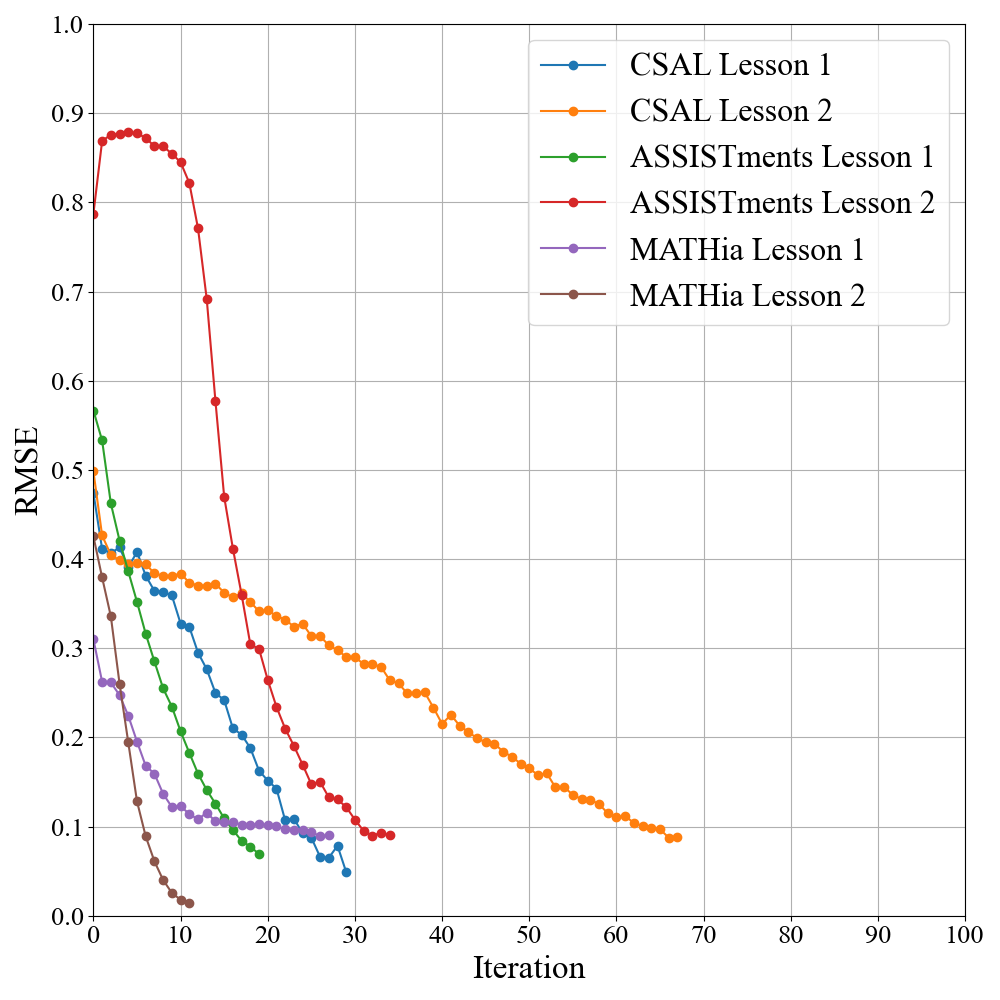 1.0
0.9
0.8
0.7
0.6
0.5
0.4
0.3
0.2
0.1
0.0
RMSE
CSAL Lesson 1
CSAL Lesson 2
ASSISTments Lesson 1
ASSISTments Lesson 2
MATHia Lesson 1
MATHia Lesson 2
0 10 20 30 40 50 60 70 80 90 100
Iteration